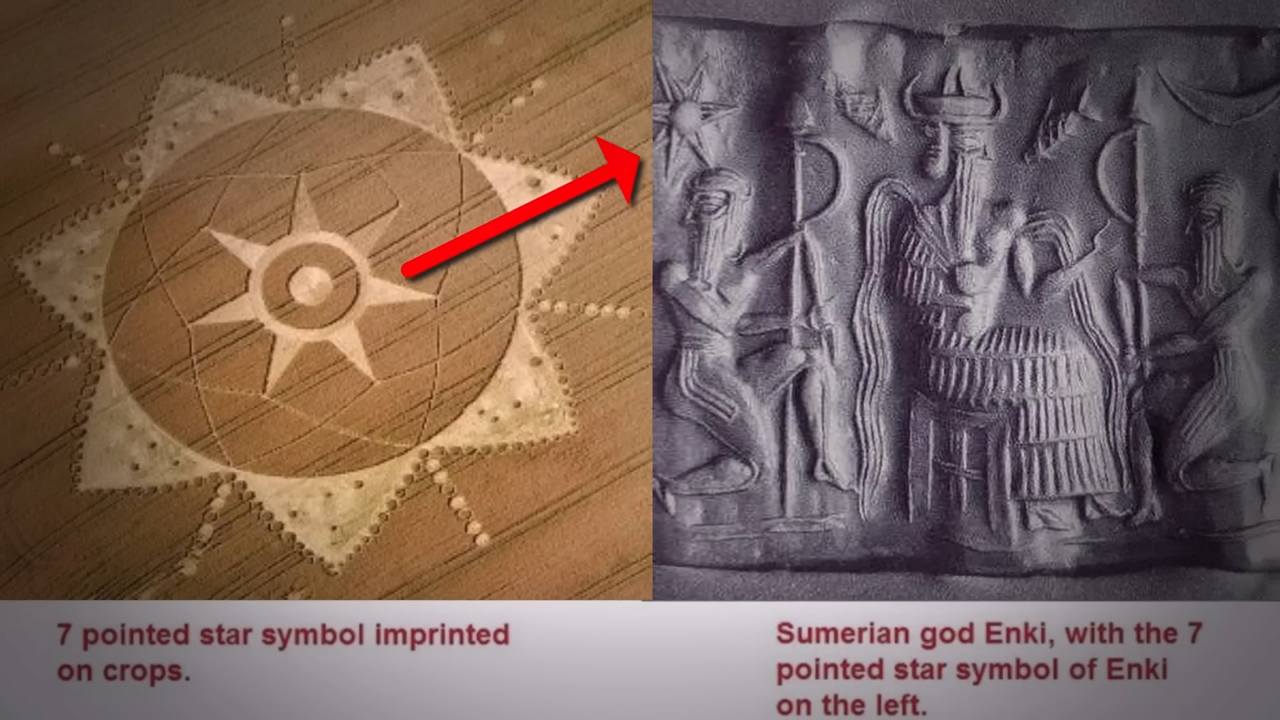 7 pointed star symbol imprinted
on crops.
Sumerian god Enki, with the 7
pointed star symbol of Enki
on the left.